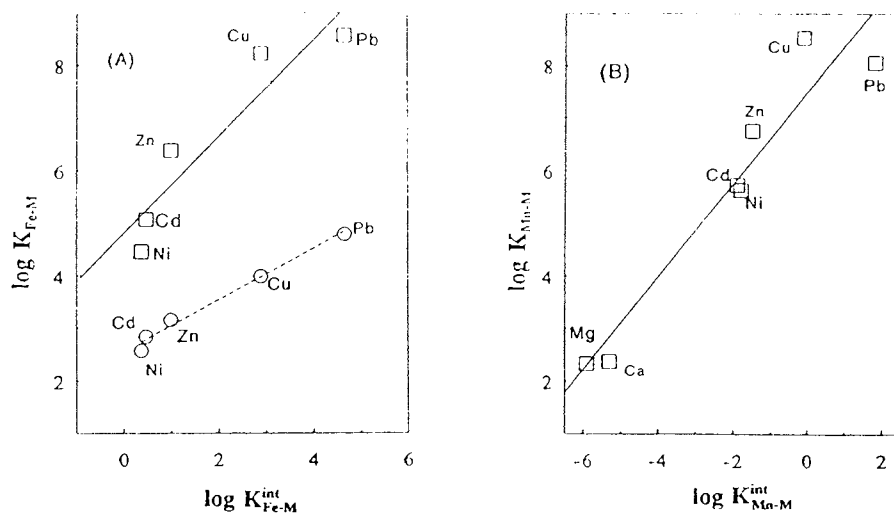 (A)
Cu
Pb
Zn
Cd
Ni
Pb
Cu
Cd
Zn
Ni
8
6
4
2
0
2
4
6
log K_Fe-M
log K^int_Fe-M
(B)
Cu
Pb
Zn
Cd
Ni
Mg
Ca
8
6
4
2
-6
-4
-2
0
2
log K_Mn-M
log K^int_Mn-M